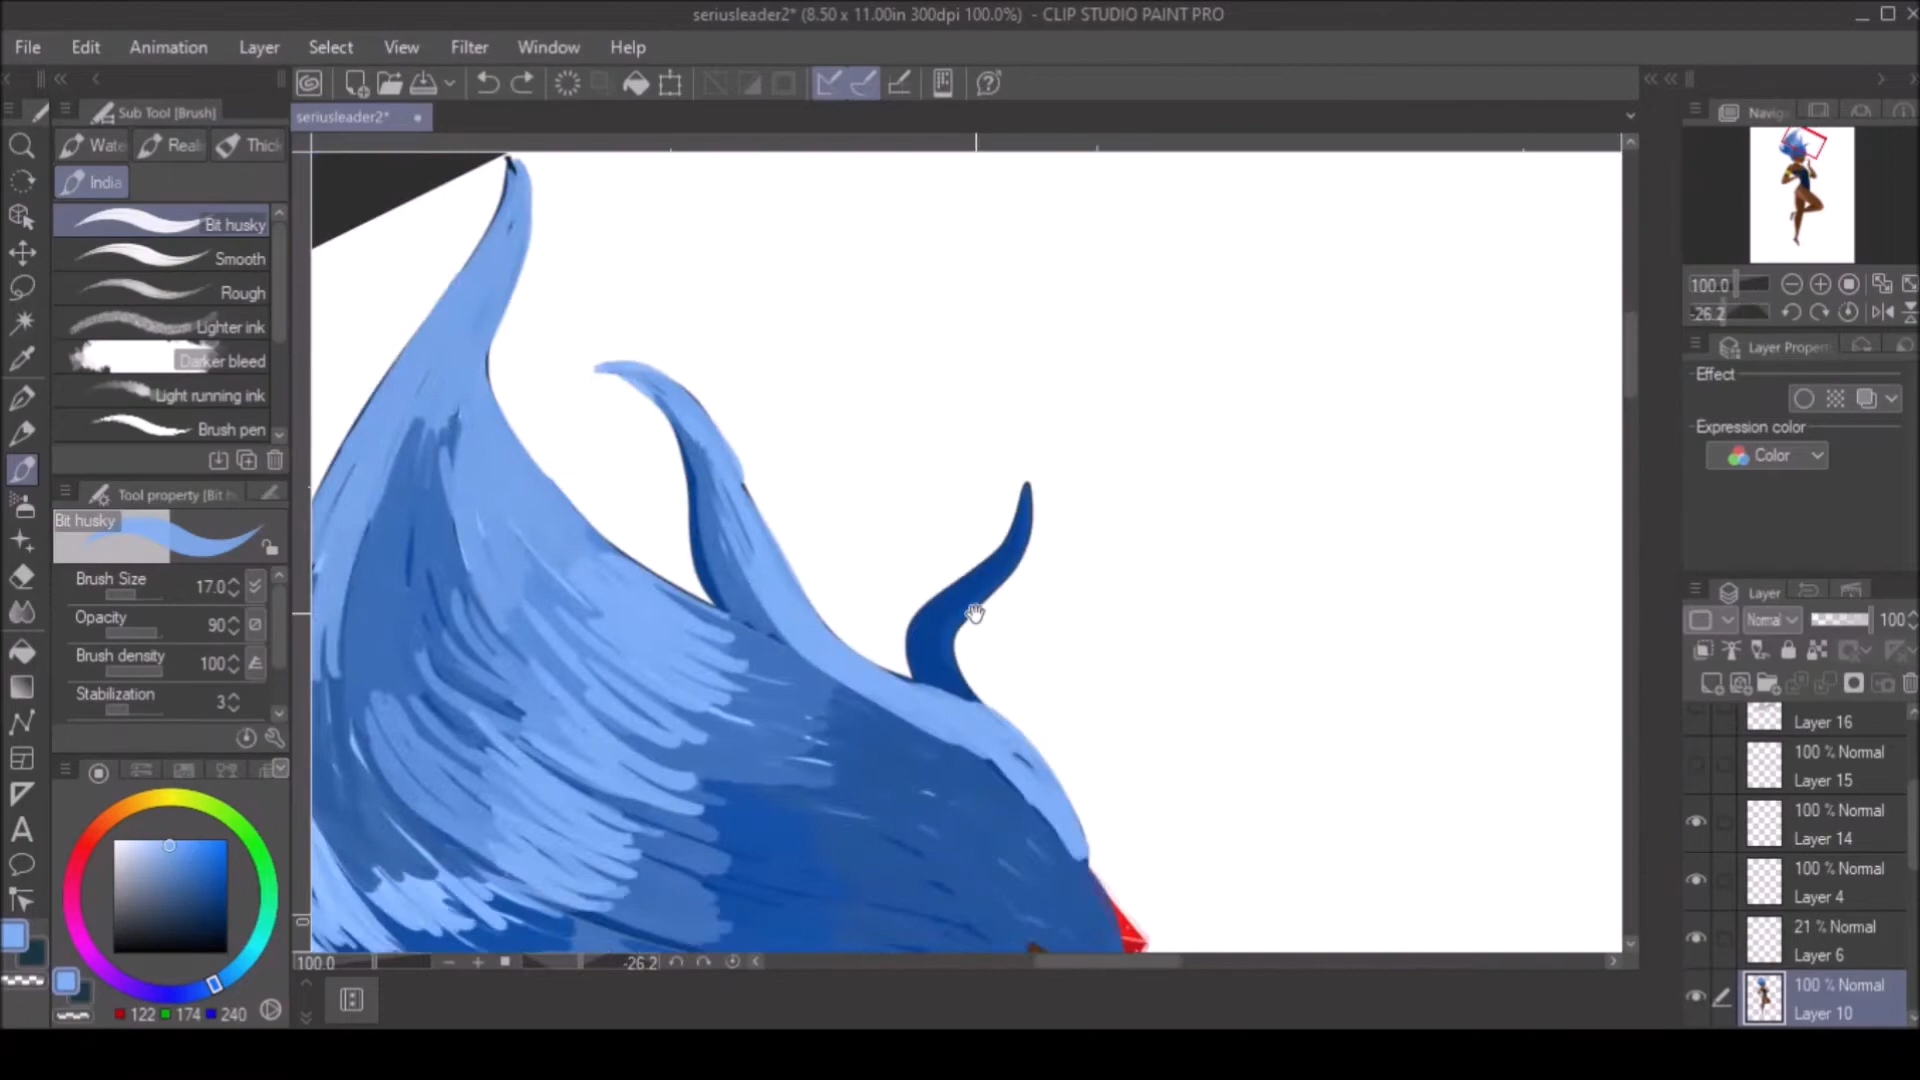 seriusleader2* (8.50 x 11.00in 300dpi 100.0%) - CLIP STUDIO PAINT PRO
File Edit Animation Layer Select View Filter Window Help
Sub Tool [Brush]
seriusleader2*
Navig
Wate Real Thick
India
Bit husky
Smooth
Rough
Lighter ink
Darker bleed
Light running ink
Brush pen
Tool property [Bit h
Bit husky
Brush Size 17.0
Opacity 90
Brush density 100
Stabilization 3
122 174 240
100.0 -26.2
100.0
-26.2
Layer Propert
Effect
Expression color
Color
Layer
Normal 100
Layer 16
100 % Normal
Layer 15
100 % Normal
Layer 14
100 % Normal
Layer 4
21 % Normal
Layer 6
100 % Normal
Layer 10